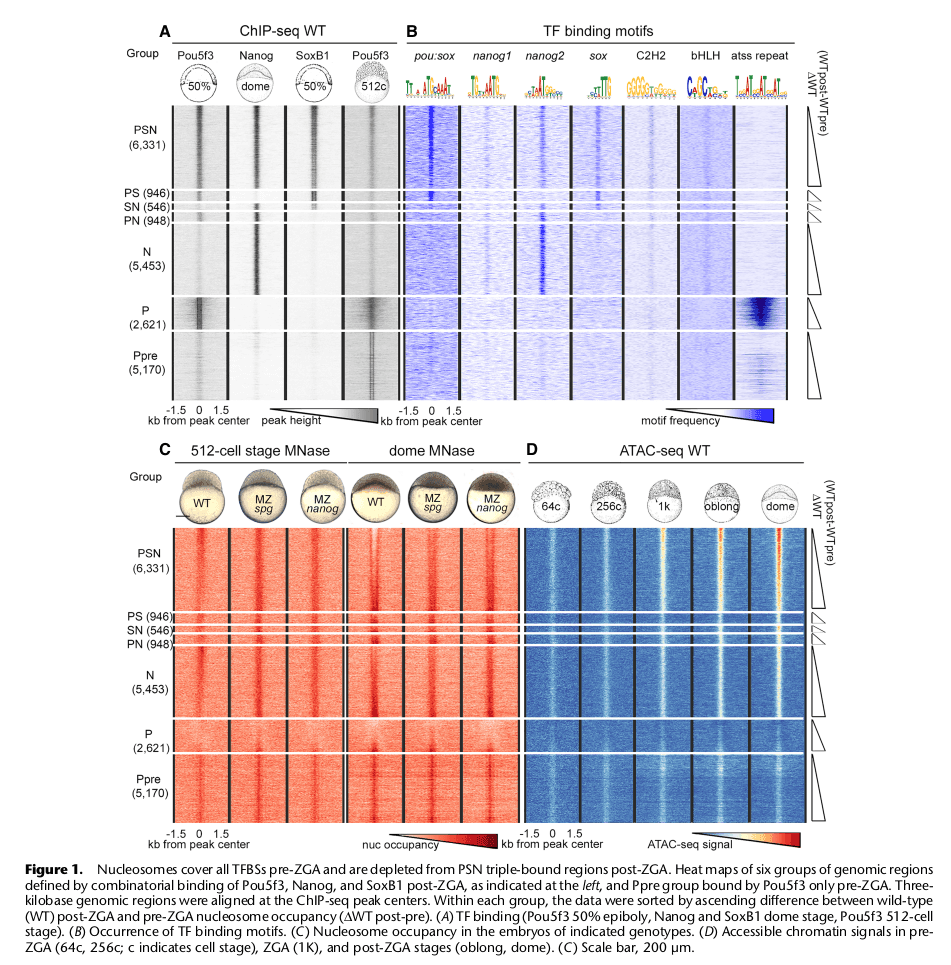 A ChIP-seq WT B TF binding motifs
Group Pou5f3 Nanog SoxB1 Pou5f3 pou:sox nanog1 nanog2 sox C2H2 bHLH atss repeat
50% dome 50% 512c
ΔWT
(WTpost-WTpre)
PSN
(6,331)
PS (946)
SN (546)
PN (948)
N
(5,453)
P
(2,621)
Ppre
(5,170)
-1.5 0 1.5
kb from peak center
peak height
-1.5 0 1.5
kb from peak center
motif frequency
C 512-cell stage MNase dome MNase D ATAC-seq WT
Group
WT MZ spg MZ nanog WT MZ spg MZ nanog 64c 256c 1k oblong dome
ΔWT
(WTpost-WTpre)
PSN
(6,331)
PS (946)
SN (546)
PN (948)
N
(5,453)
P
(2,621)
Ppre
(5,170)
-1.5 0 1.5
kb from peak center
nuc occupancy
-1.5 0 1.5
kb from peak center
ATAC-seq signal
Figure 1. Nucleosomes cover all TFBSs pre-ZGA and are depleted from PSN triple-bound regions post-ZGA. Heat maps of six groups of genomic regions
defined by combinatorial binding of Pou5f3, Nanog, and SoxB1 post-ZGA, as indicated at the left, and Ppre group bound by Pou5f3 only pre-ZGA. Three-
kilobase genomic regions were aligned at the ChIP-seq peak centers. Within each group, the data were sorted by ascending difference between wild-type
(WT) post-ZGA and pre-ZGA nucleosome occupancy (ΔWT post-pre). (A) TF binding (Pou5f3 50% epiboly, Nanog and SoxB1 dome stage, Pou5f3 512-cell
stage). (B) Occurrence of TF binding motifs. (C) Nucleosome occupancy in the embryos of indicated genotypes. (D) Accessible chromatin signals in pre-
ZGA (64c, 256c; c indicates cell stage), ZGA (1K), and post-ZGA stages (oblong, dome). (C) Scale bar, 200 μm.